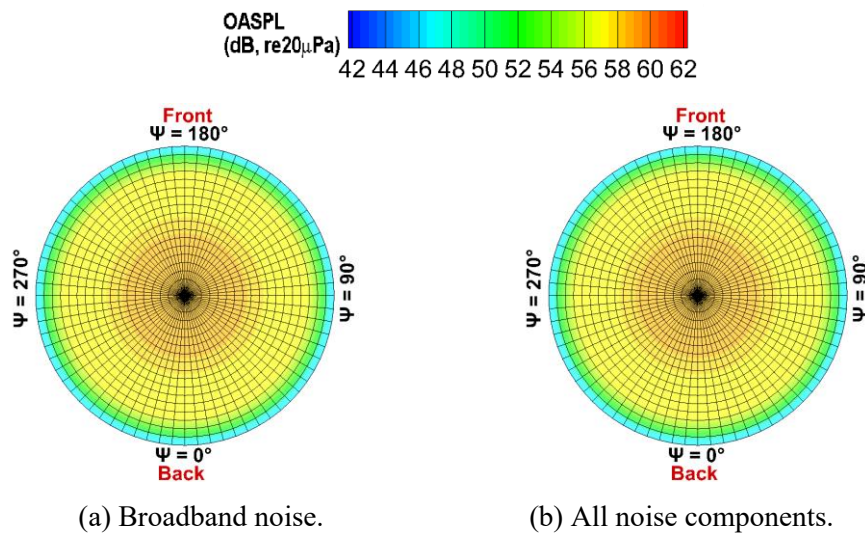 OASPL
(dB, re20μPa)
42 44 46 48 50 52 54 56 58 60 62
Front
Ψ = 180°
Ψ = 270°
Ψ = 90°
Ψ = 0°
Back
(a) Broadband noise.
Front
Ψ = 180°
Ψ = 270°
Ψ = 90°
Ψ = 0°
Back
(b) All noise components.